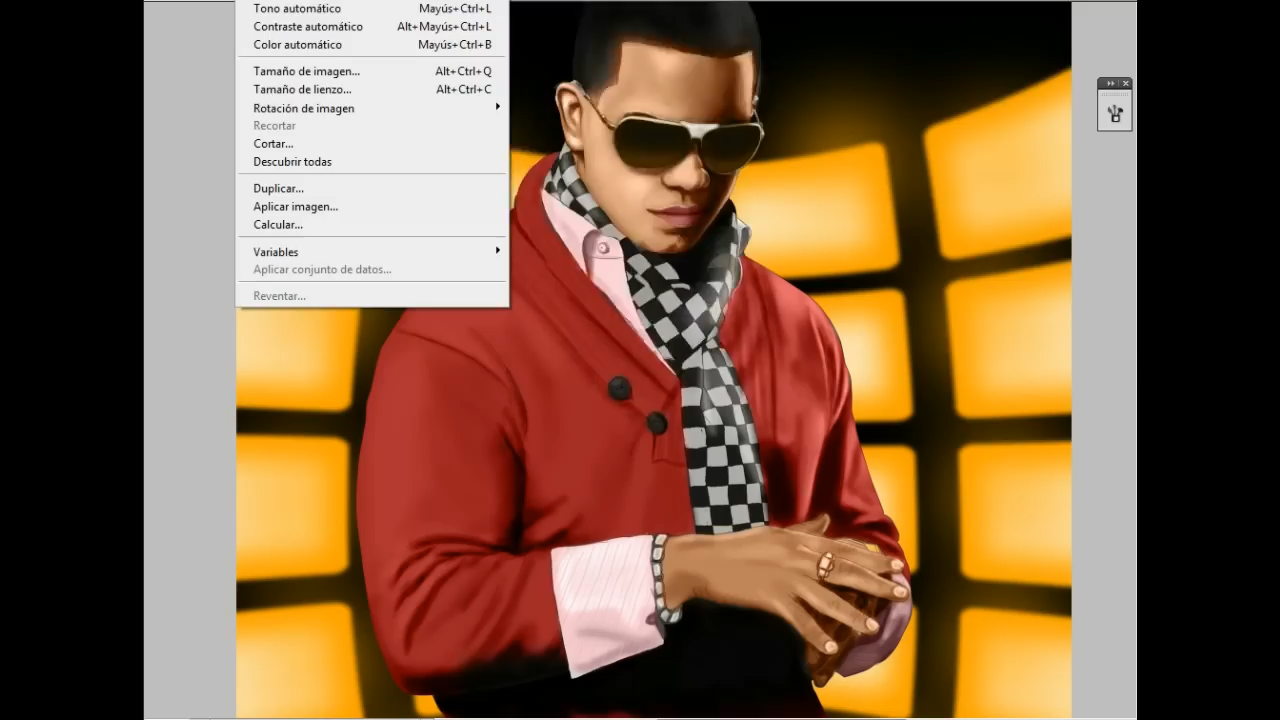 Tono automático Mayús+Ctrl+L
Contraste automático Alt+Mayús+Ctrl+L
Color automático Mayús+Ctrl+B
Tamaño de imagen... Alt+Ctrl+Q
Tamaño de lienzo... Alt+Ctrl+C
Rotación de imagen
Recortar
Cortar...
Descubrir todas
Duplicar...
Aplicar imagen...
Calcular...
Variables
Aplicar conjunto de datos...
Reventar...